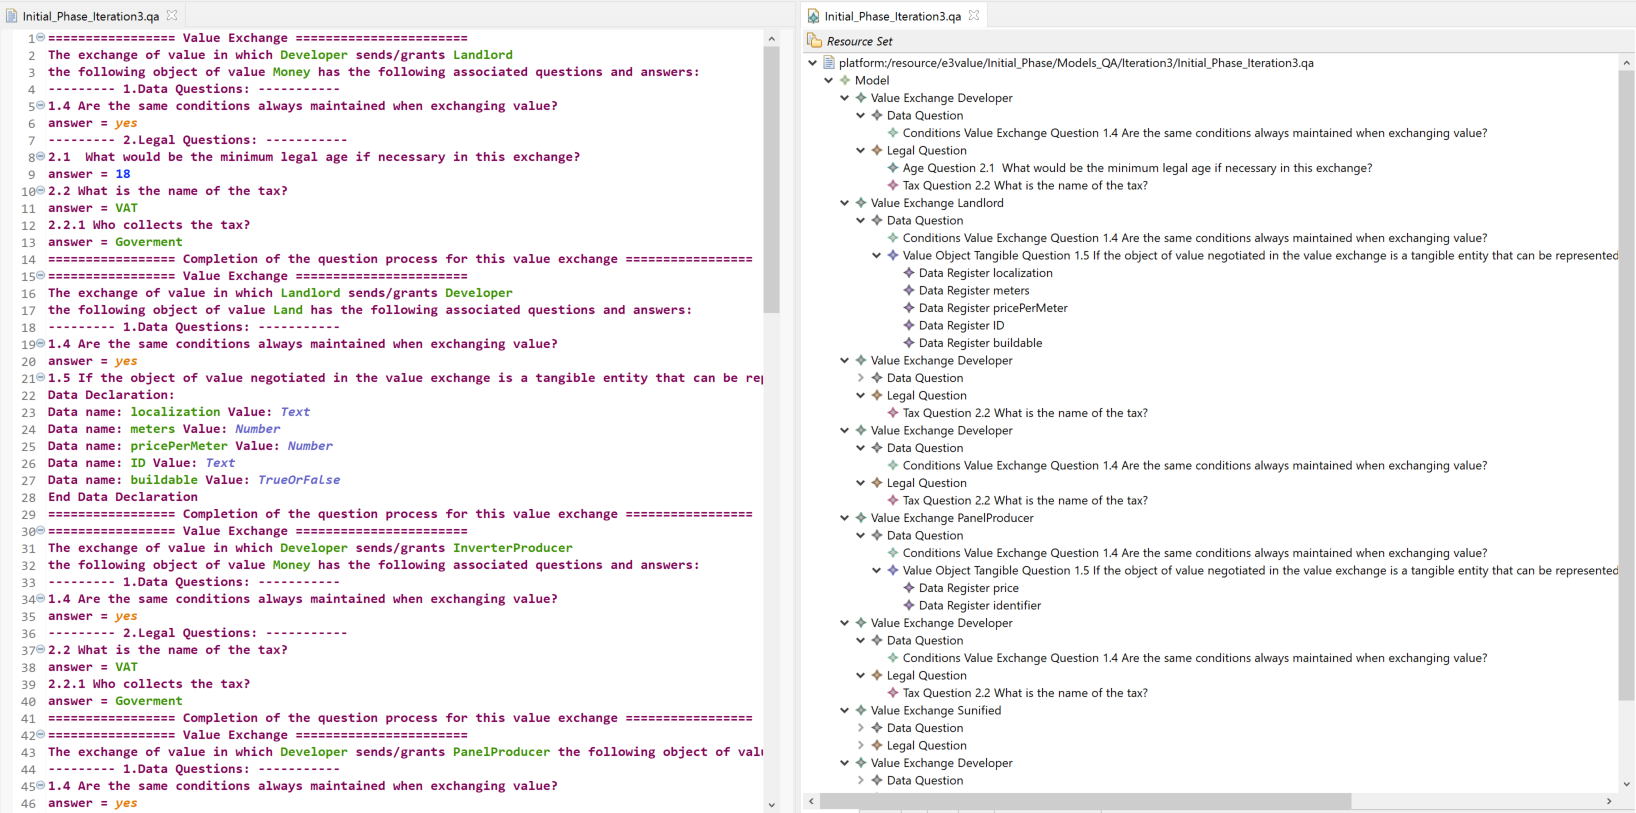 Initial_Phase_Iteration3.qa
1 ================= Value Exchange =======================
2 The exchange of value in which Developer sends/grants Landlord
3 the following object of value Money has the following associated questions and answers:
4 --------- 1.Data Questions: -----------
5 1.4 Are the same conditions always maintained when exchanging value?
6 answer = yes
7 --------- 2.Legal Questions: -----------
8 2.1  What would be the minimum legal age if necessary in this exchange?
9 answer = 18
10 2.2 What is the name of the tax?
11 answer = VAT
12 2.2.1 Who collects the tax?
13 answer = Goverment
14 ================= Completion of the question process for this value exchange =================
15 ================= Value Exchange =======================
16 The exchange of value in which Landlord sends/grants Developer
17 the following object of value Land has the following associated questions and answers:
18 --------- 1.Data Questions: -----------
19 1.4 Are the same conditions always maintained when exchanging value?
20 answer = yes
21 1.5 If the object of value negotiated in the value exchange is a tangible entity that can be rep
22 Data Declaration:
23 Data name: localization Value: Text
24 Data name: meters Value: Number
25 Data name: pricePerMeter Value: Number
26 Data name: ID Value: Text
27 Data name: buildable Value: TrueOrFalse
28 End Data Declaration
29 ================= Completion of the question process for this value exchange =================
30 ================= Value Exchange =======================
31 The exchange of value in which Developer sends/grants InverterProducer
32 the following object of value Money has the following associated questions and answers:
33 --------- 1.Data Questions: -----------
34 1.4 Are the same conditions always maintained when exchanging value?
35 answer = yes
36 --------- 2.Legal Questions: -----------
37 2.2 What is the name of the tax?
38 answer = VAT
39 2.2.1 Who collects the tax?
40 answer = Goverment
41 ================= Completion of the question process for this value exchange =================
42 ================= Value Exchange =======================
43 The exchange of value in which Developer sends/grants PanelProducer the following object of valu
44 --------- 1.Data Questions: -----------
45 1.4 Are the same conditions always maintained when exchanging value?
46 answer = yes
Initial_Phase_Iteration3.qa
Resource Set
platform:/resource/e3value/Initial_Phase/Models_QA/Iteration3/Initial_Phase_Iteration3.qa
Model
Value Exchange Developer
Data Question
Conditions Value Exchange Question 1.4 Are the same conditions always maintained when exchanging value?
Legal Question
Age Question 2.1  What would be the minimum legal age if necessary in this exchange?
Tax Question 2.2 What is the name of the tax?
Value Exchange Landlord
Data Question
Conditions Value Exchange Question 1.4 Are the same conditions always maintained when exchanging value?
Value Object Tangible Question 1.5 If the object of value negotiated in the value exchange is a tangible entity that can be represented
Data Register localization
Data Register meters
Data Register pricePerMeter
Data Register ID
Data Register buildable
Value Exchange Developer
Data Question
Legal Question
Tax Question 2.2 What is the name of the tax?
Value Exchange Developer
Data Question
Conditions Value Exchange Question 1.4 Are the same conditions always maintained when exchanging value?
Legal Question
Tax Question 2.2 What is the name of the tax?
Value Exchange PanelProducer
Data Question
Conditions Value Exchange Question 1.4 Are the same conditions always maintained when exchanging value?
Value Object Tangible Question 1.5 If the object of value negotiated in the value exchange is a tangible entity that can be represented
Data Register price
Data Register identifier
Value Exchange Developer
Data Question
Conditions Value Exchange Question 1.4 Are the same conditions always maintained when exchanging value?
Legal Question
Tax Question 2.2 What is the name of the tax?
Value Exchange Sunified
Data Question
Legal Question
Value Exchange Developer
Data Question